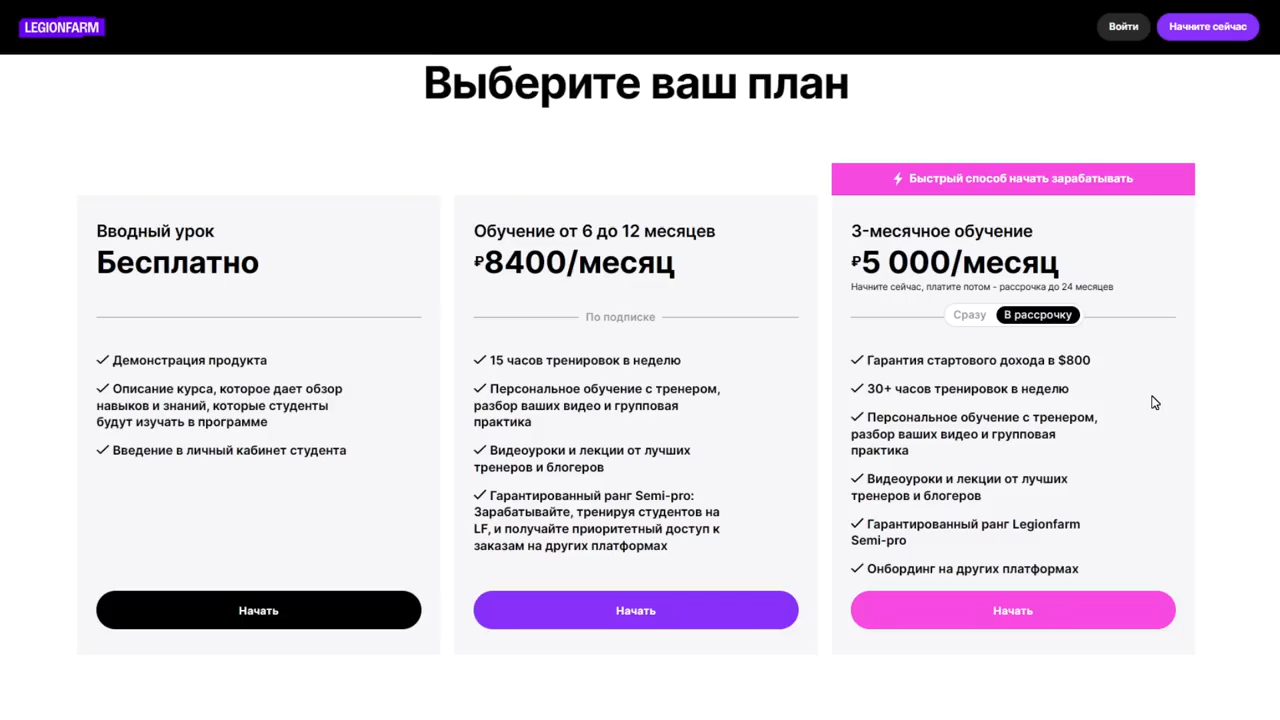 LEGIONFARM
Войти
Начните сейчас
Выберите ваш план
Вводный урок
Бесплатно
✓ Демонстрация продукта
✓ Описание курса, которое дает обзор
навыков и знаний, которые студенты
будут изучать в программе
✓ Введение в личный кабинет студента
Начать
Обучение от 6 до 12 месяцев
₽8400/месяц
По подписке
✓ 15 часов тренировок в неделю
✓ Персональное обучение с тренером,
разбор ваших видео и групповая
практика
✓ Видеоуроки и лекции от лучших
тренеров и блогеров
✓ Гарантированный ранг Semi-pro:
Зарабатывайте, тренируя студентов на
LF, и получайте приоритетный доступ к
заказам на других платформах
Начать
Быстрый способ начать зарабатывать
3-месячное обучение
₽5 000/месяц
Начните сейчас, платите потом - рассрочка до 24 месяцев
Сразу
В рассрочку
✓ Гарантия стартового дохода в $800
✓ 30+ часов тренировок в неделю
✓ Персональное обучение с тренером,
разбор ваших видео и групповая
практика
✓ Видеоуроки и лекции от лучших
тренеров и блогеров
✓ Гарантированный ранг Legionfarm
Semi-pro
✓ Онбординг на других платформах
Начать